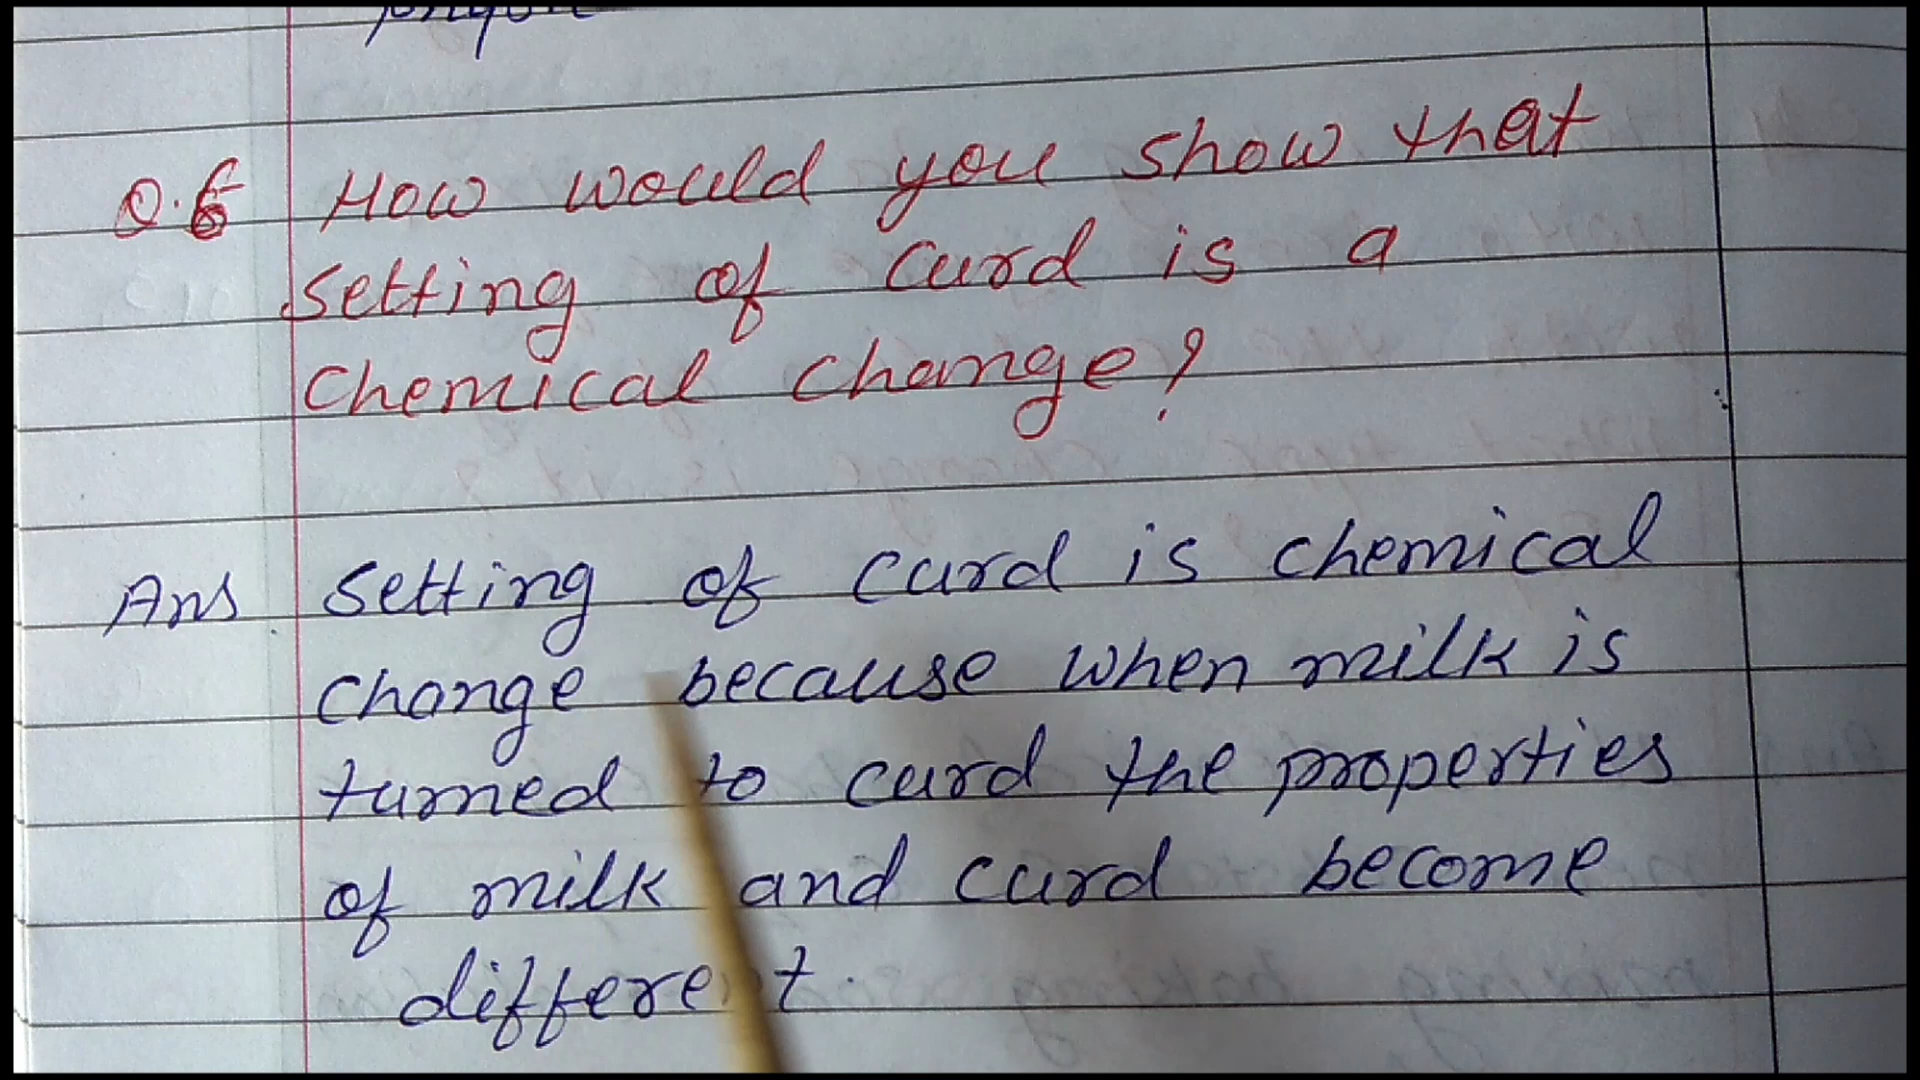 Q.6 How would you show that
setting of curd is a
chemical change?
Ans setting of curd is chemical
change because when milk is
turned to curd the properties
of milk and curd become
different.